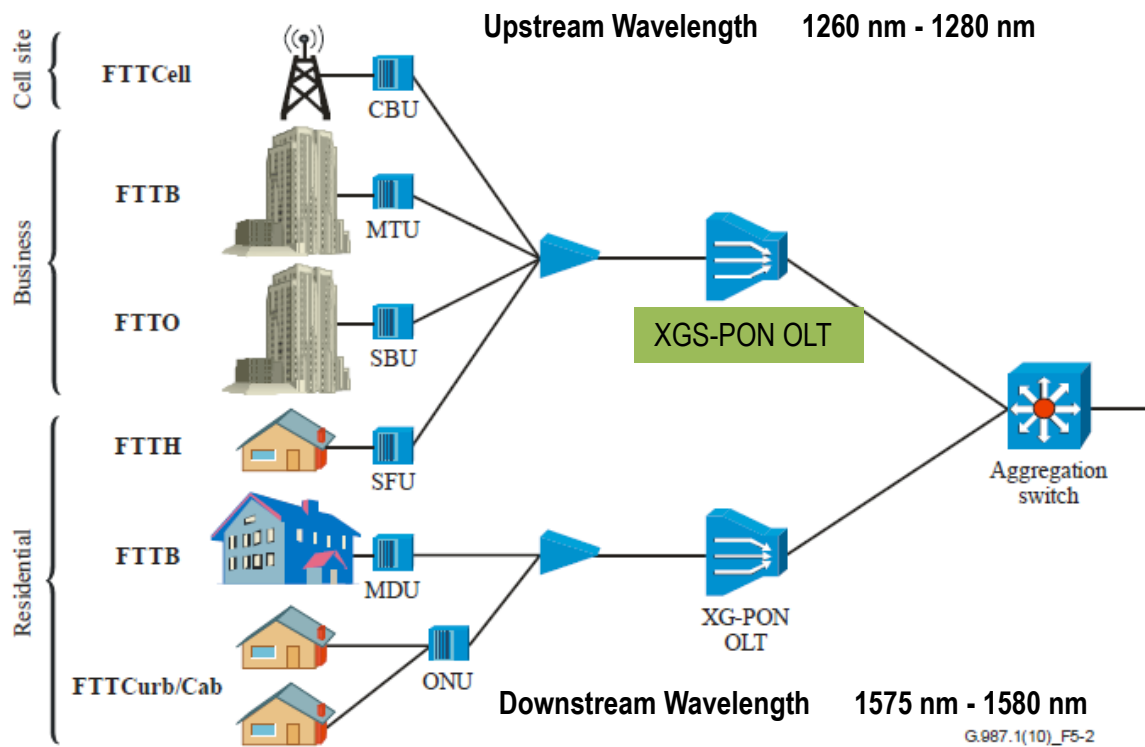 Upstream Wavelength 1260 nm - 1280 nm
Cell site
FTTCell
CBU
Business
FTTB
MTU
FTTO
SBU
XGS-PON OLT
Residential
FTTH
SFU
Aggregation
switch
FTTB
MDU
XG-PON
OLT
FTTCurb/Cab
ONU
Downstream Wavelength 1575 nm - 1580 nm
G.987.1(10)_F5-2